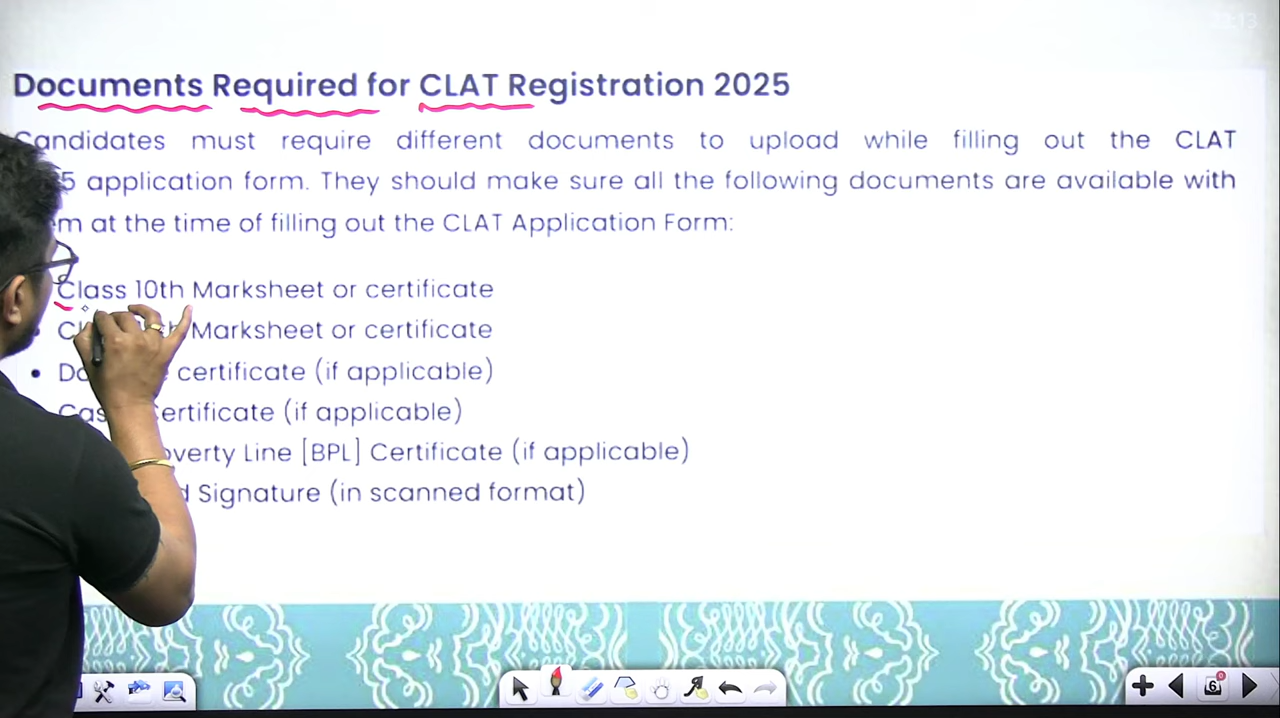 Documents Required for CLAT Registration 2025
Candidates must require different documents to upload while filling out the CLAT
5 application form. They should make sure all the following documents are available with
m at the time of filling out the CLAT Application Form:
Class 10th Marksheet or certificate
Marksheet or certificate
certificate (if applicable)
Certificate (if applicable)
Line [BPL] Certificate (if applicable)
Signature (in scanned format)
6